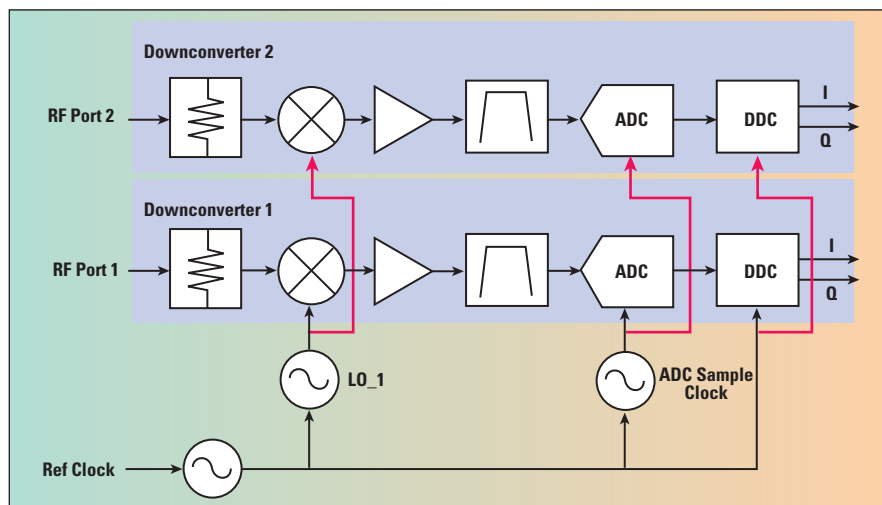 Downconverter 2
RF Port 2
ADC
DDC
I
Q
Downconverter 1
RF Port 1
ADC
DDC
I
Q
LO_1
ADC Sample
Clock
Ref Clock